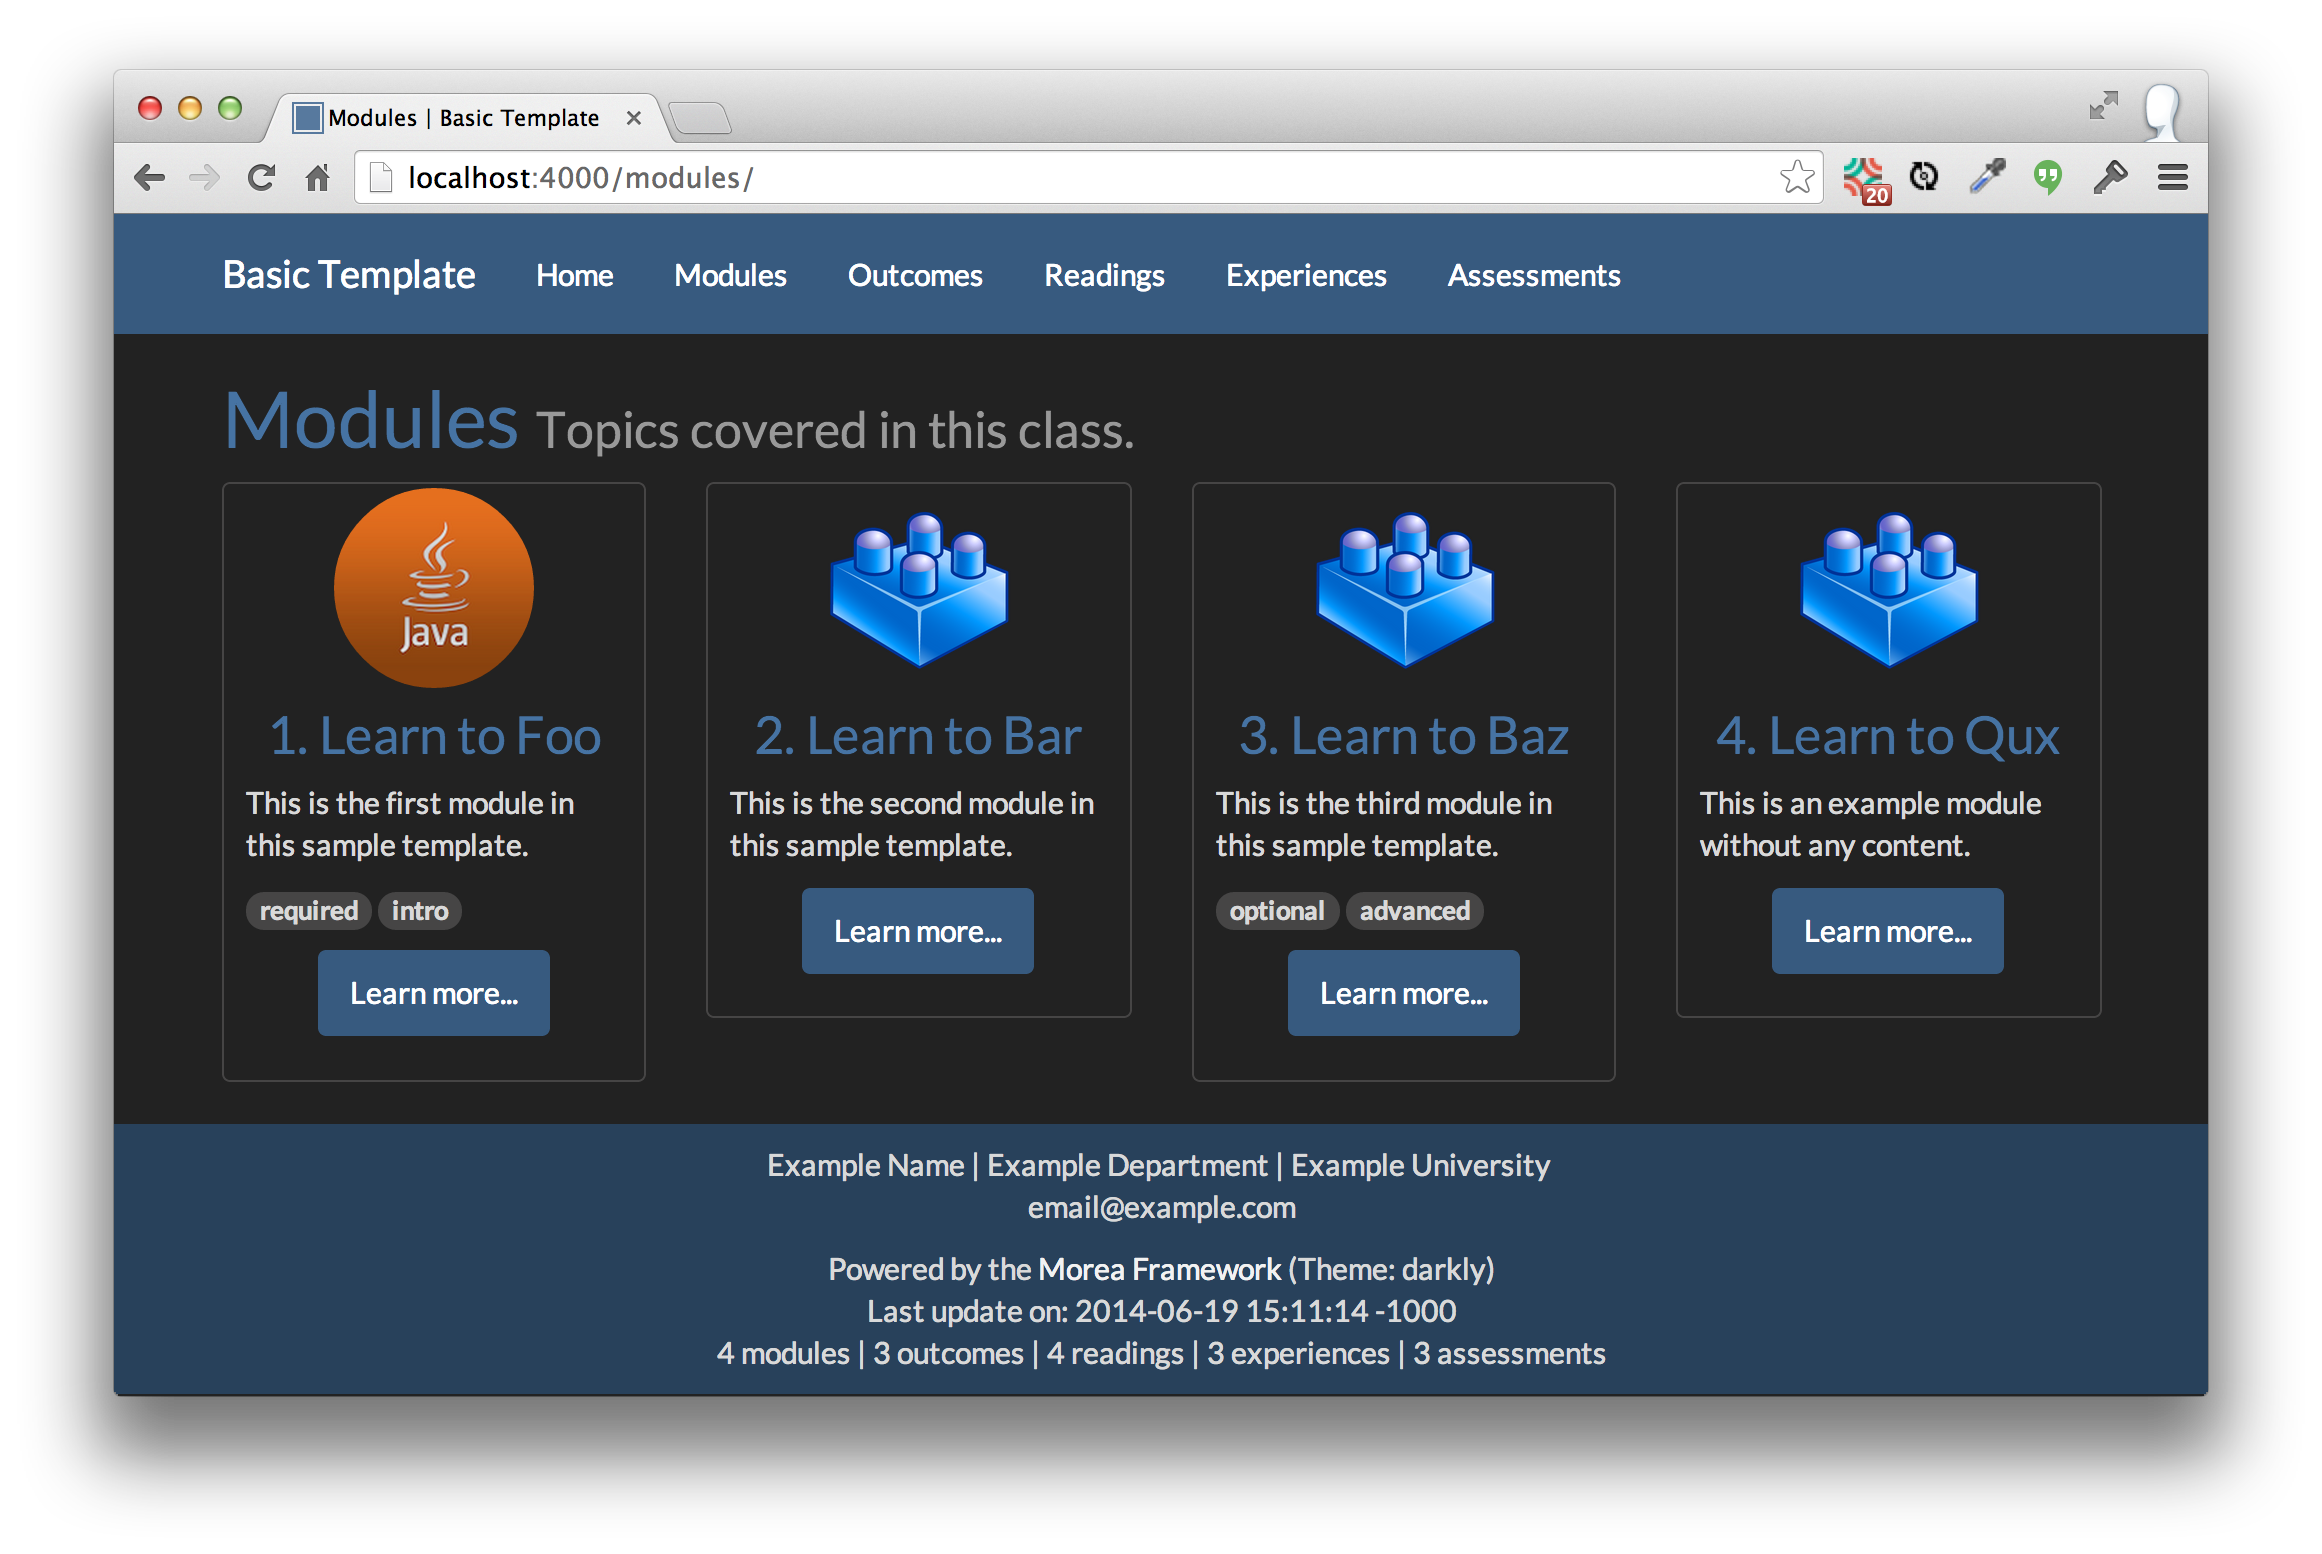 Modules | Basic Template
localhost:4000/modules/
20
Basic Template Home Modules Outcomes Readings Experiences Assessments
Modules Topics covered in this class.
Java
1. Learn to Foo
This is the first module in
this sample template.
required intro
Learn more...
2. Learn to Bar
This is the second module in
this sample template.
Learn more...
3. Learn to Baz
This is the third module in
this sample template.
optional advanced
Learn more...
4. Learn to Qux
This is an example module
without any content.
Learn more...
Example Name | Example Department | Example University
email@example.com
Powered by the Morea Framework (Theme: darkly)
Last update on: 2014-06-19 15:11:14 -1000
4 modules | 3 outcomes | 4 readings | 3 experiences | 3 assessments